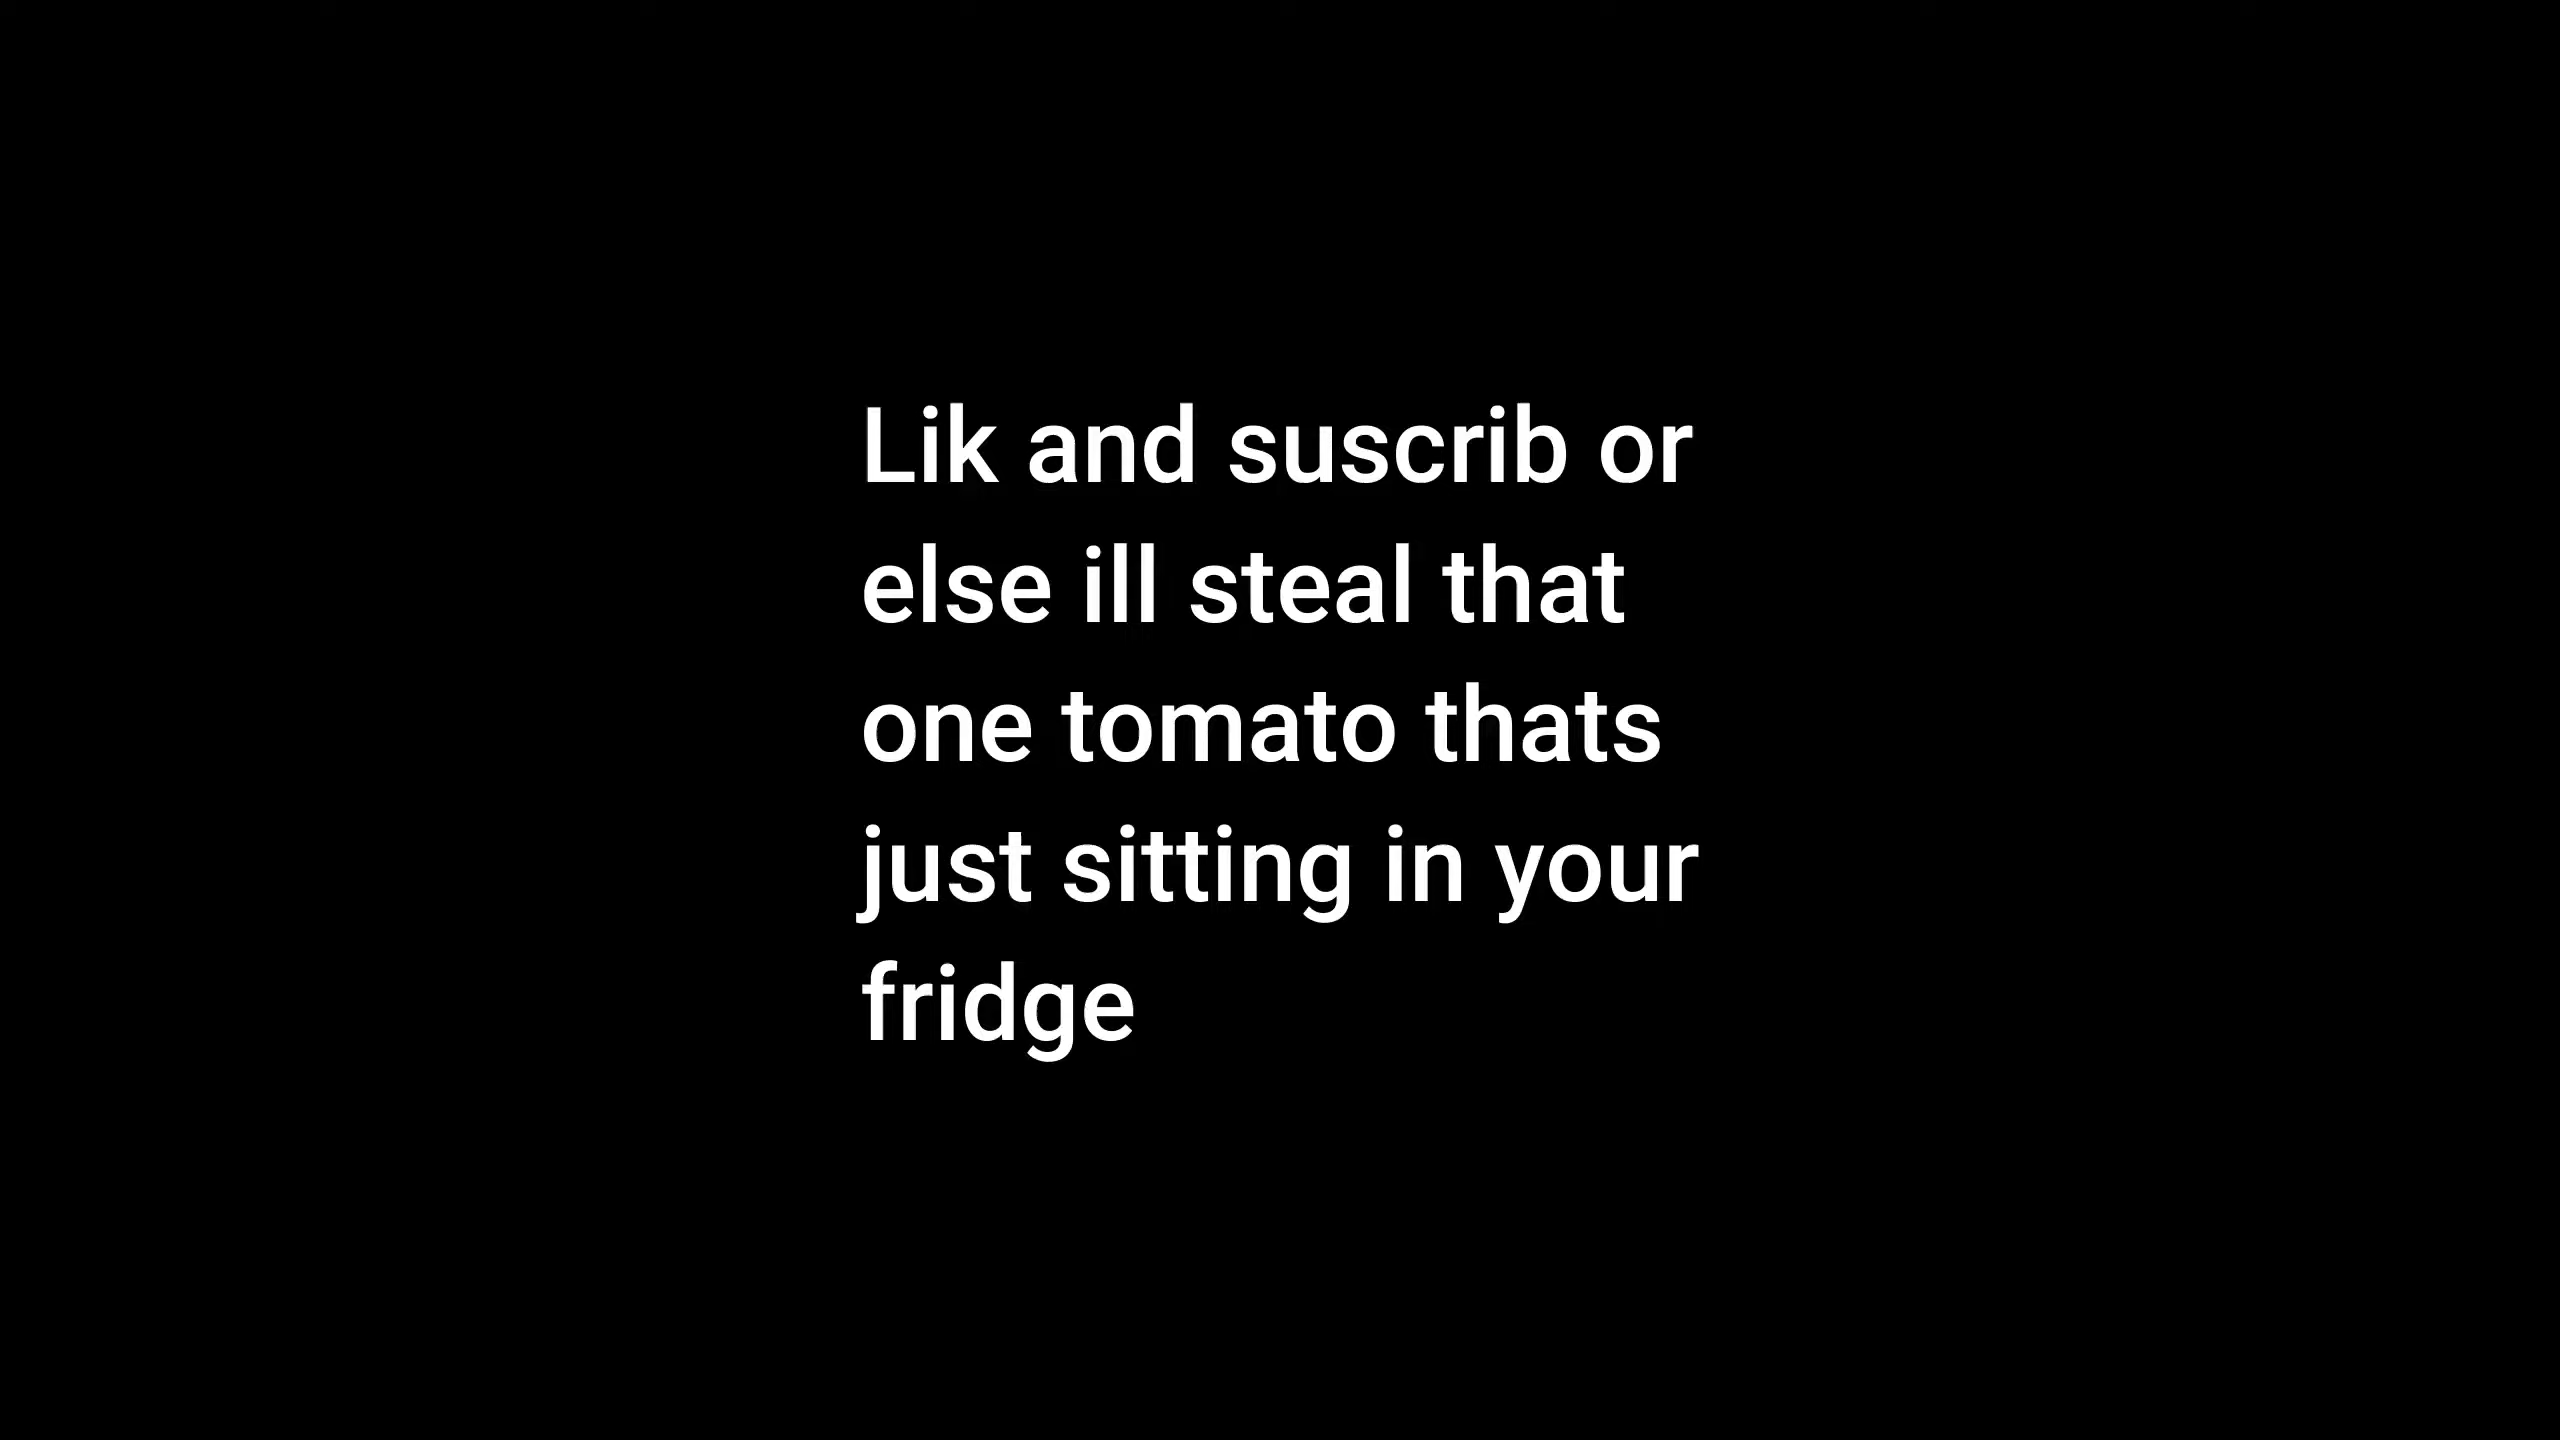 Lik and suscrib or
else ill steal that
one tomato thats
just sitting in your
fridge